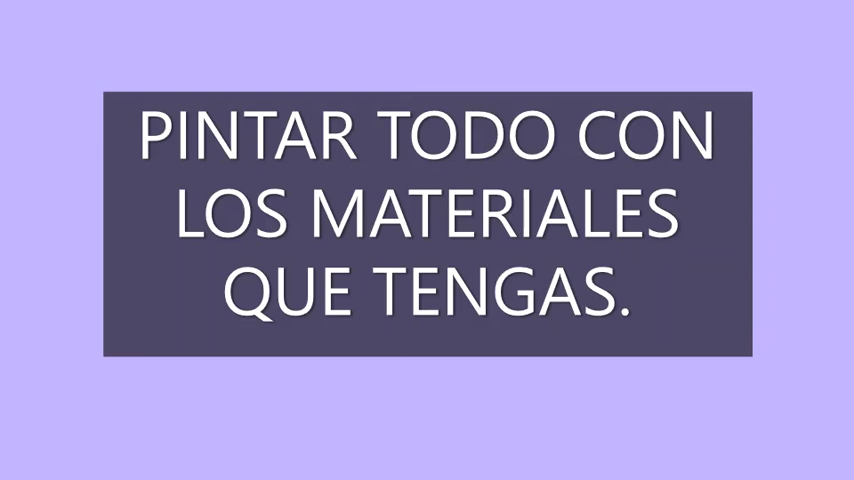 PINTAR TODO CON
LOS MATERIALES
QUE TENGAS.